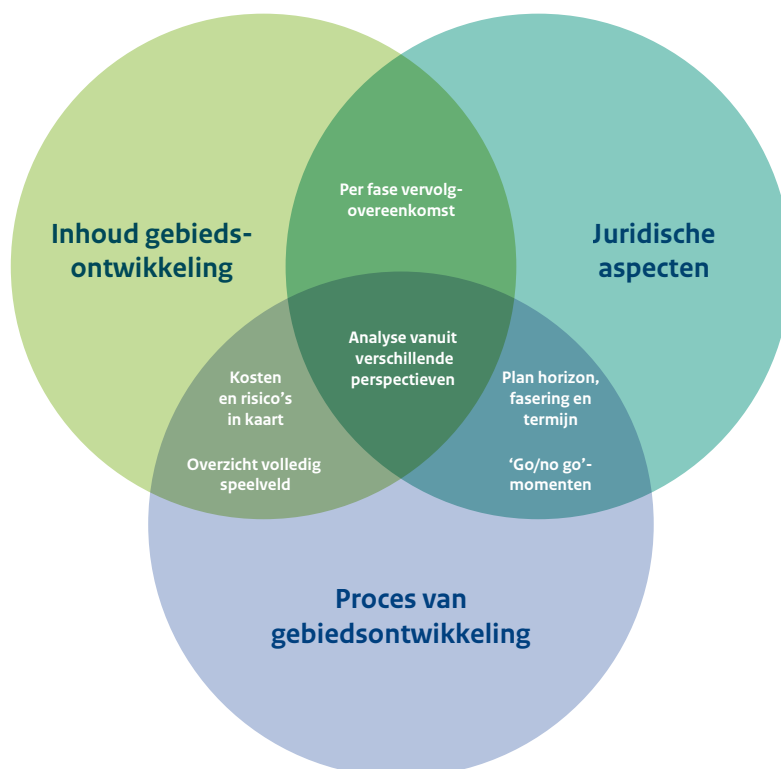 Per fase vervolg-
overeenkomst
Inhoud gebieds-
ontwikkeling
Juridische
aspecten
Analyse vanuit
verschillende
perspectieven
Kosten
en risico’s
in kaart
Overzicht volledig
speelveld
Plan horizon,
fasering en
termijn
‘Go/no go’-
momenten
Proces van
gebiedsontwikkeling